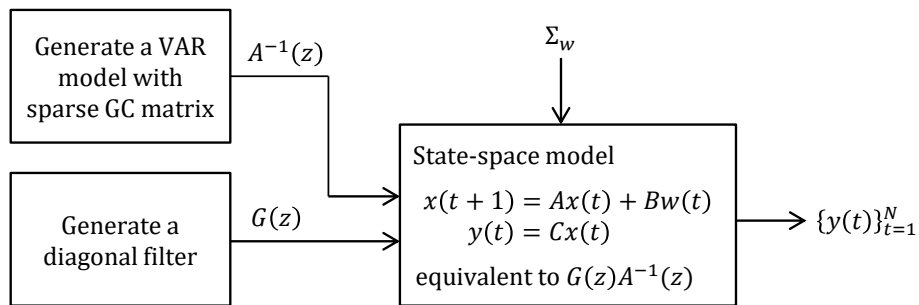 Generate a VAR
model with
sparse GC matrix
A⁻¹(z)
Σ_w
Generate a
diagonal filter
G(z)
State-space model
x(t + 1) = Ax(t) + Bw(t)
y(t) = Cx(t)
equivalent to G(z)A⁻¹(z)
{y(t)}_{t=1}^{N}